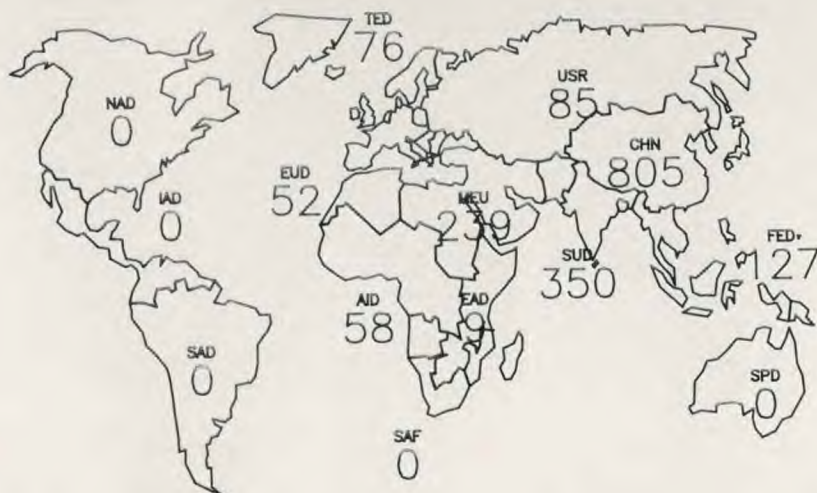 TED
76
USR
85
NAD
0
CHN
805
EUD
52
IAD
0
MEU
239
FED.
127
SUD
350
AID
58
EAD
9
SAD
0
SPD
0
SAF
0